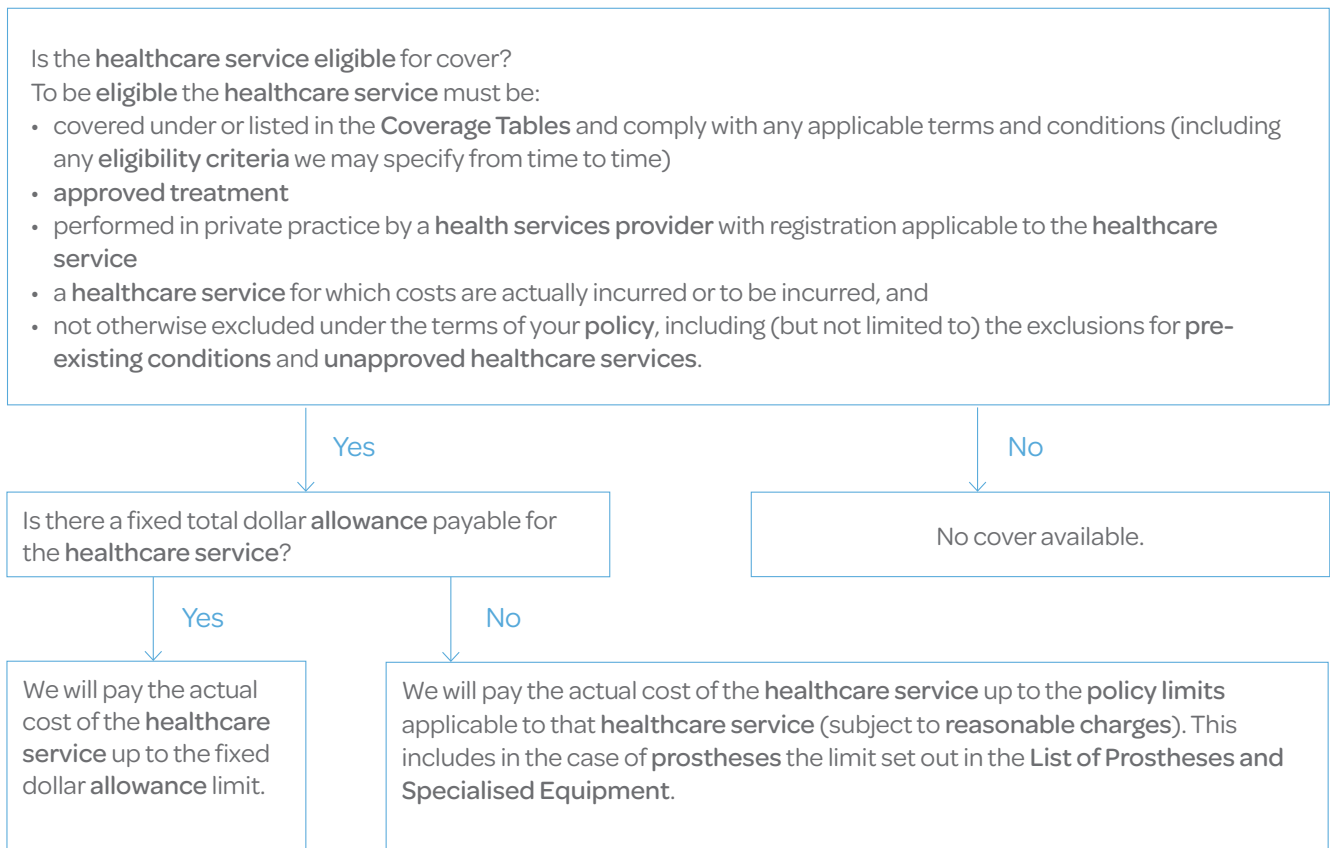 Is the healthcare service eligible for cover?
To be eligible the healthcare service must be:
• covered under or listed in the Coverage Tables and comply with any applicable terms and conditions (including
any eligibility criteria we may specify from time to time)
• approved treatment
• performed in private practice by a health services provider with registration applicable to the healthcare
service
• a healthcare service for which costs are actually incurred or to be incurred, and
• not otherwise excluded under the terms of your policy, including (but not limited to) the exclusions for pre-
existing conditions and unapproved healthcare services.
Yes
No
Is there a fixed total dollar allowance payable for
the healthcare service?
No cover available.
Yes
No
We will pay the actual
cost of the healthcare
service up to the fixed
dollar allowance limit.
We will pay the actual cost of the healthcare service up to the policy limits
applicable to that healthcare service (subject to reasonable charges). This
includes in the case of prostheses the limit set out in the List of Prostheses and
Specialised Equipment.